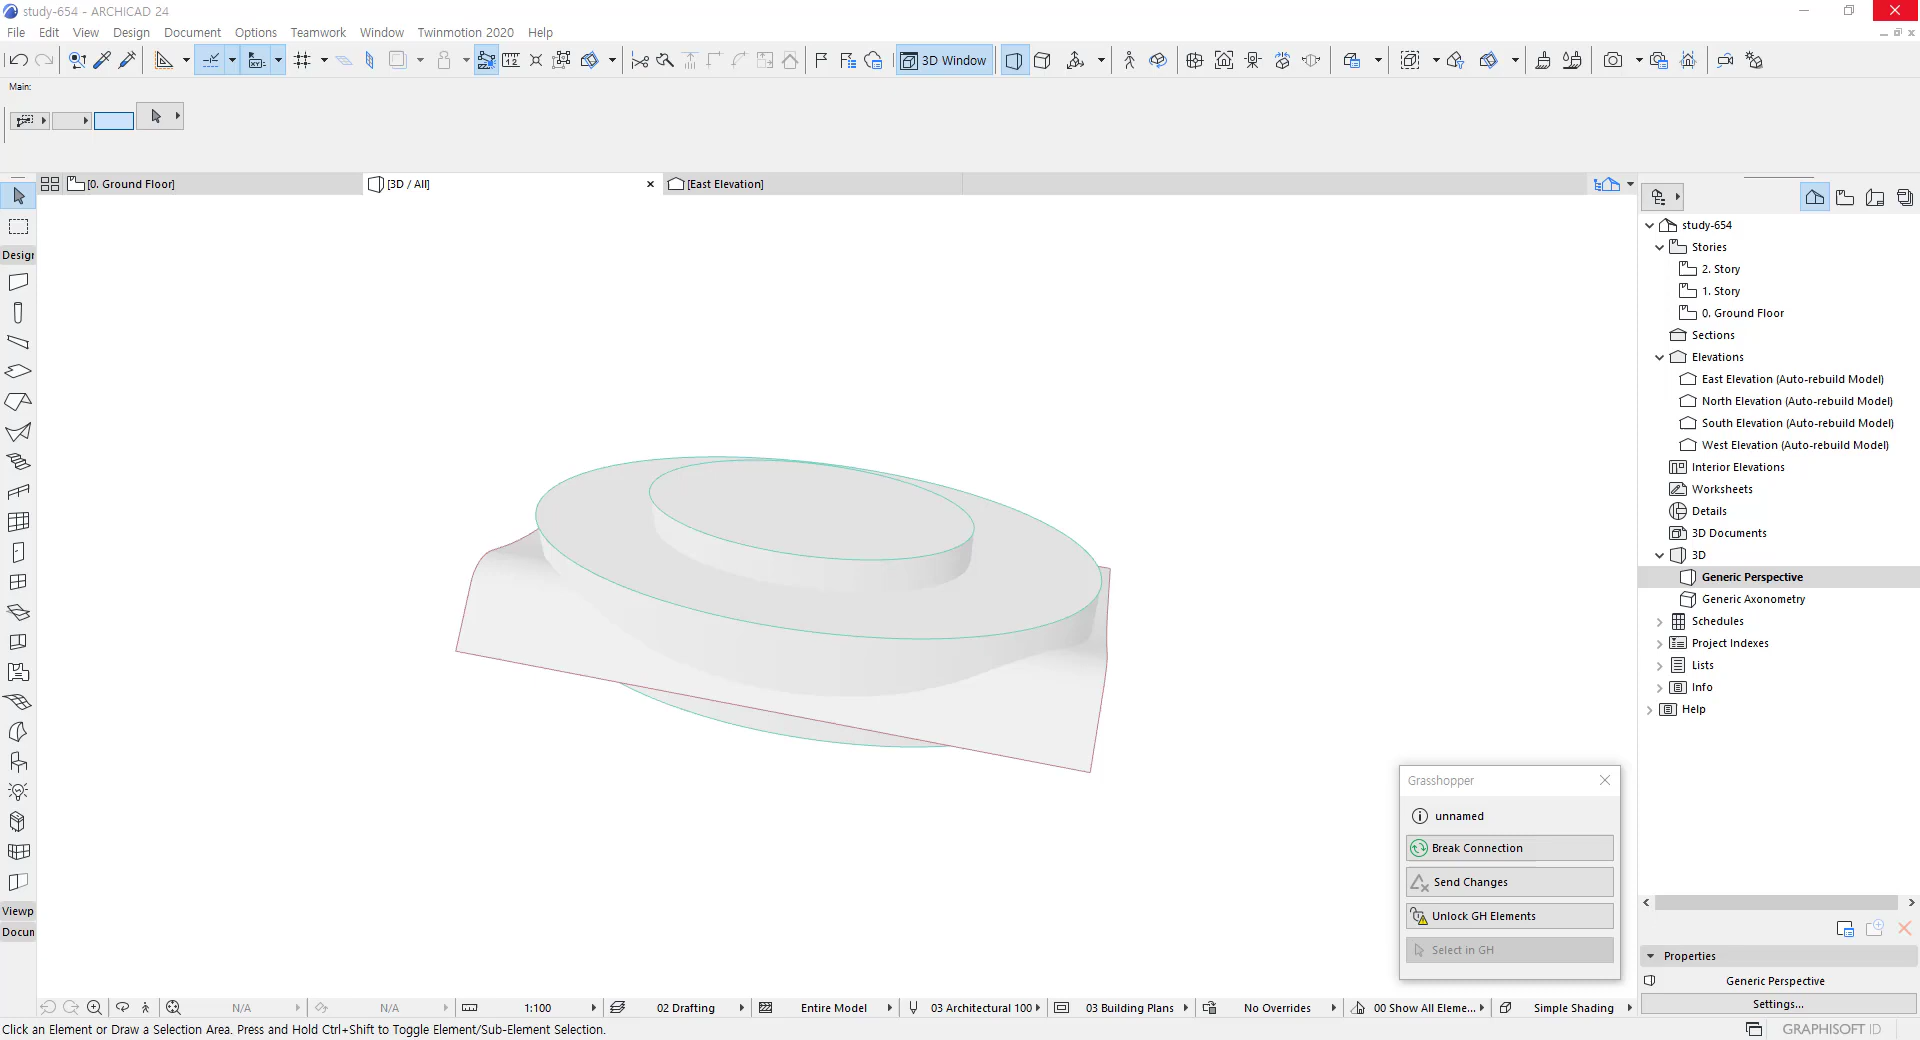 study-654 - ARCHICAD 24
File Edit View Design Document Options Teamwork Window Twinmotion 2020 Help
3D Window
Main:
[0. Ground Floor]
[3D / All]
[East Elevation]
Design
Viewp
Docun
study-654
Stories
2. Story
1. Story
0. Ground Floor
Sections
Elevations
East Elevation (Auto-rebuild Model)
North Elevation (Auto-rebuild Model)
South Elevation (Auto-rebuild Model)
West Elevation (Auto-rebuild Model)
Interior Elevations
Worksheets
Details
3D Documents
3D
Generic Perspective
Generic Axonometry
Schedules
Project Indexes
Lists
Info
Help
Grasshopper
unnamed
Break Connection
Send Changes
Unlock GH Elements
Select in GH
Properties
Generic Perspective
Settings...
N/A N/A 1:100 02 Drafting Entire Model 03 Architectural 100 03 Building Plans No Overrides 00 Show All Eleme... Simple Shading
Click an Element or Draw a Selection Area. Press and Hold Ctrl+Shift to Toggle Element/Sub-Element Selection.
GRAPHISOFT ID